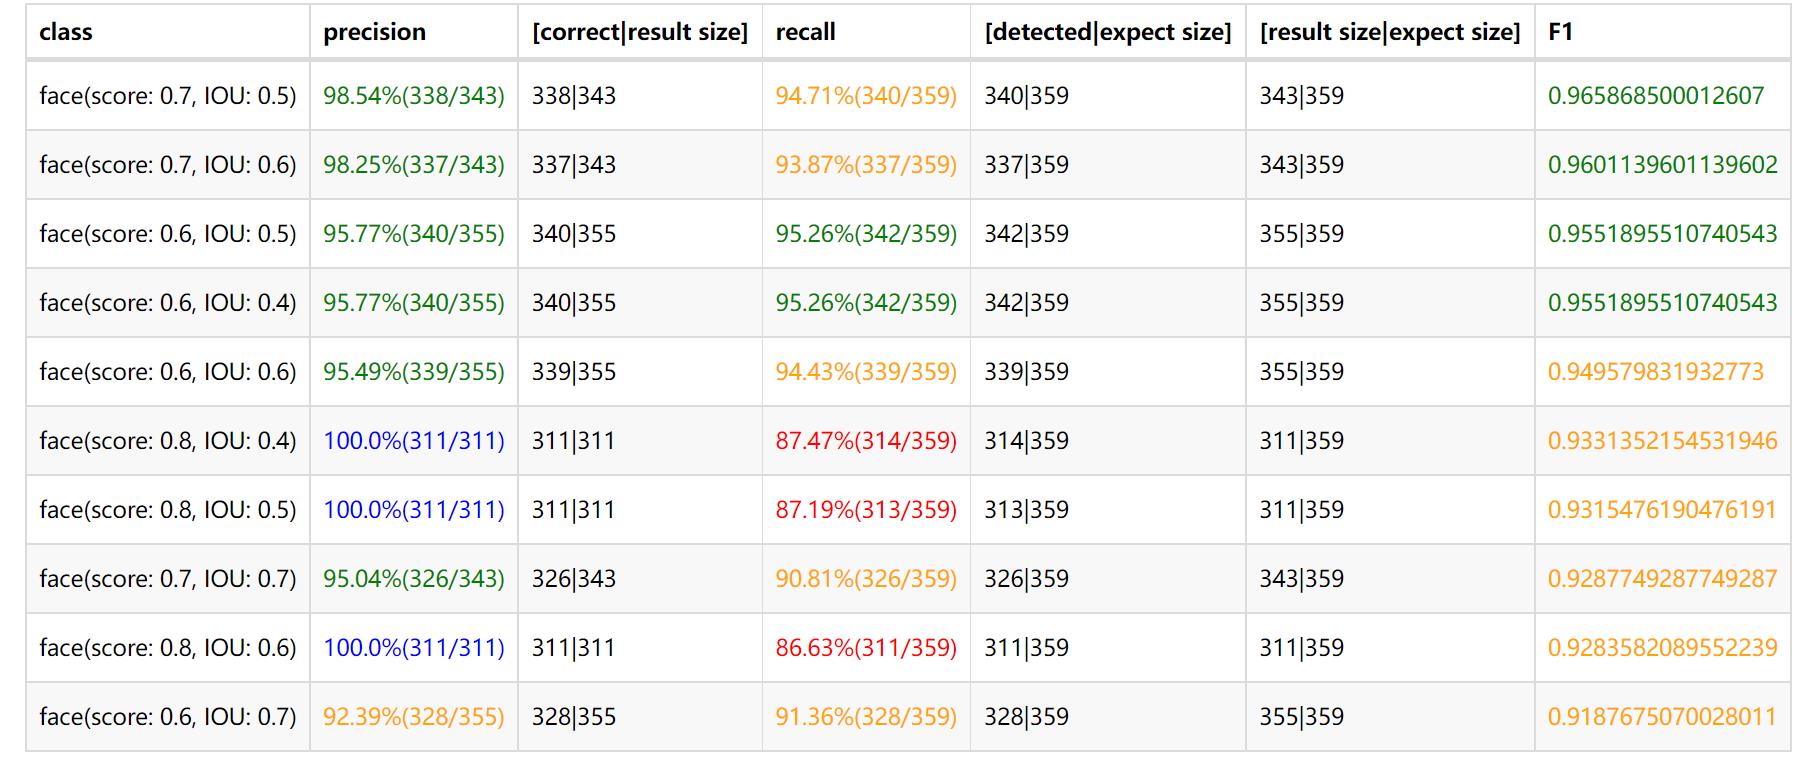 class precision [correct|result size] recall [detected|expect size] [result size|expect size] F1
face(score: 0.7, IOU: 0.5) 98.54%(338/343) 338|343 94.71%(340/359) 340|359 343|359 0.965868500012607
face(score: 0.7, IOU: 0.6) 98.25%(337/343) 337|343 93.87%(337/359) 337|359 343|359 0.9601139601139602
face(score: 0.6, IOU: 0.5) 95.77%(340/355) 340|355 95.26%(342/359) 342|359 355|359 0.9551895510740543
face(score: 0.6, IOU: 0.4) 95.77%(340/355) 340|355 95.26%(342/359) 342|359 355|359 0.9551895510740543
face(score: 0.6, IOU: 0.6) 95.49%(339/355) 339|355 94.43%(339/359) 339|359 355|359 0.949579831932773
face(score: 0.8, IOU: 0.4) 100.0%(311/311) 311|311 87.47%(314/359) 314|359 311|359 0.9331352154531946
face(score: 0.8, IOU: 0.5) 100.0%(311/311) 311|311 87.19%(313/359) 313|359 311|359 0.9315476190476191
face(score: 0.7, IOU: 0.7) 95.04%(326/343) 326|343 90.81%(326/359) 326|359 343|359 0.9287749287749287
face(score: 0.8, IOU: 0.6) 100.0%(311/311) 311|311 86.63%(311/359) 311|359 311|359 0.9283582089552239
face(score: 0.6, IOU: 0.7) 92.39%(328/355) 328|355 91.36%(328/359) 328|359 355|359 0.9187675070028011